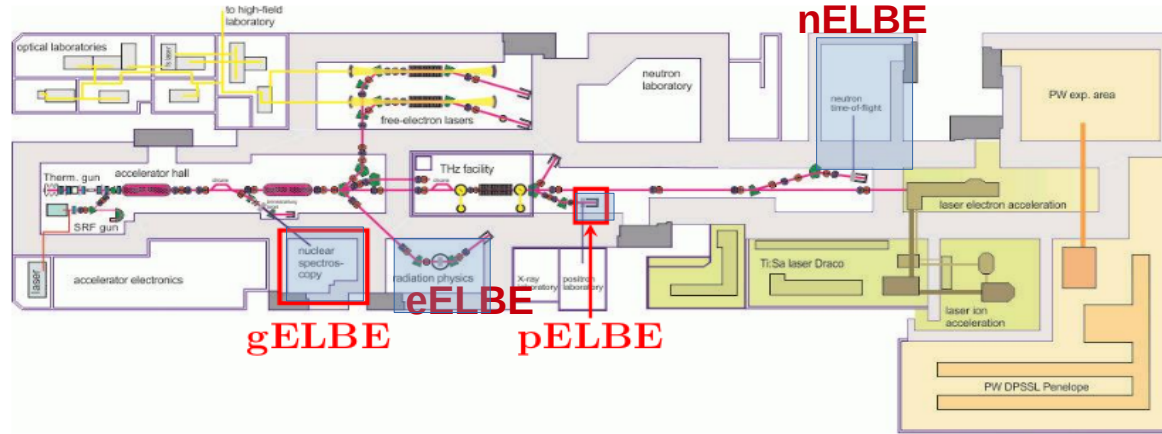 to high-field
laboratory
nELBE
optical laboratories
laser
neutron
laboratory
neutron
time-of-flight
PW exp. area
free-electron lasers
Therm. gun
accelerator hall
THz facility
SRF gun
laser electron acceleration
nuclear
spectros-
copy
radiation physics
X-ray
laboratory
positron
laboratory
Ti:Sa laser Draco
laser
accelerator electronics
eELBE
laser ion
acceleration
gELBE
pELBE
PW DPSSL Penelope